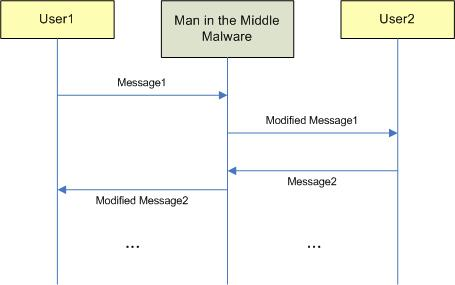 User1
Man in the Middle
Malware
User2
Message1
Modified Message1
Message2
Modified Message2
... ...